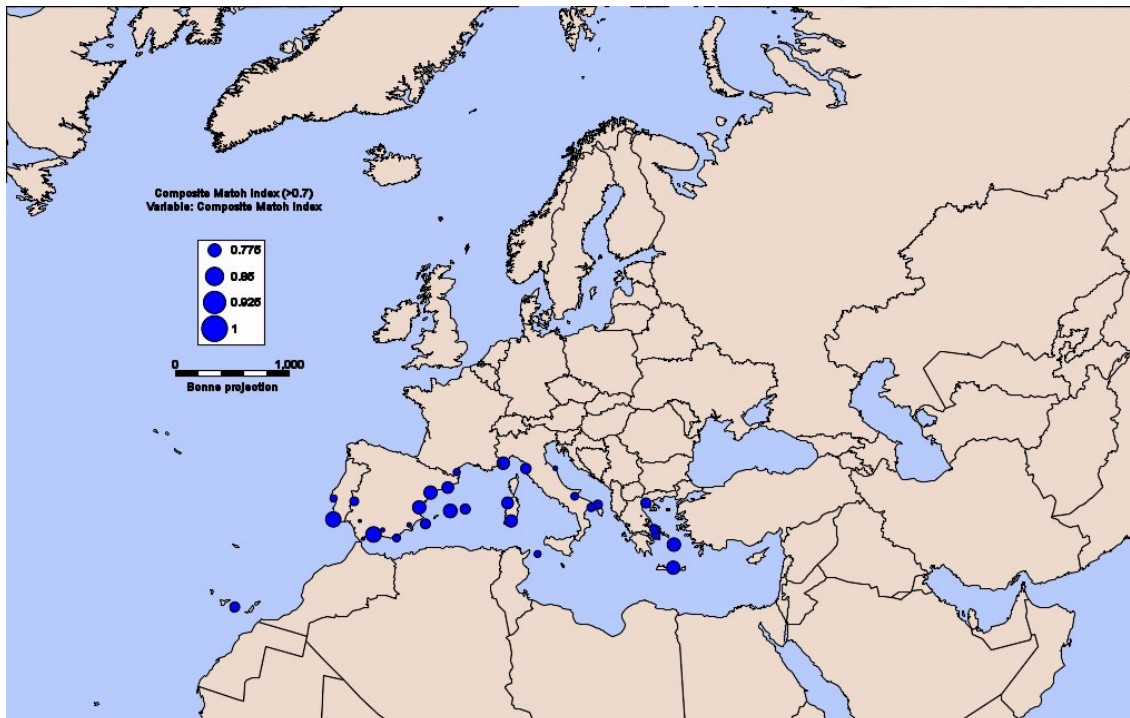 Composite Match Index (>0.7)
Variable: Composite Match Index
0.775
0.85
0.925
1
0 1,000
Bonne projection